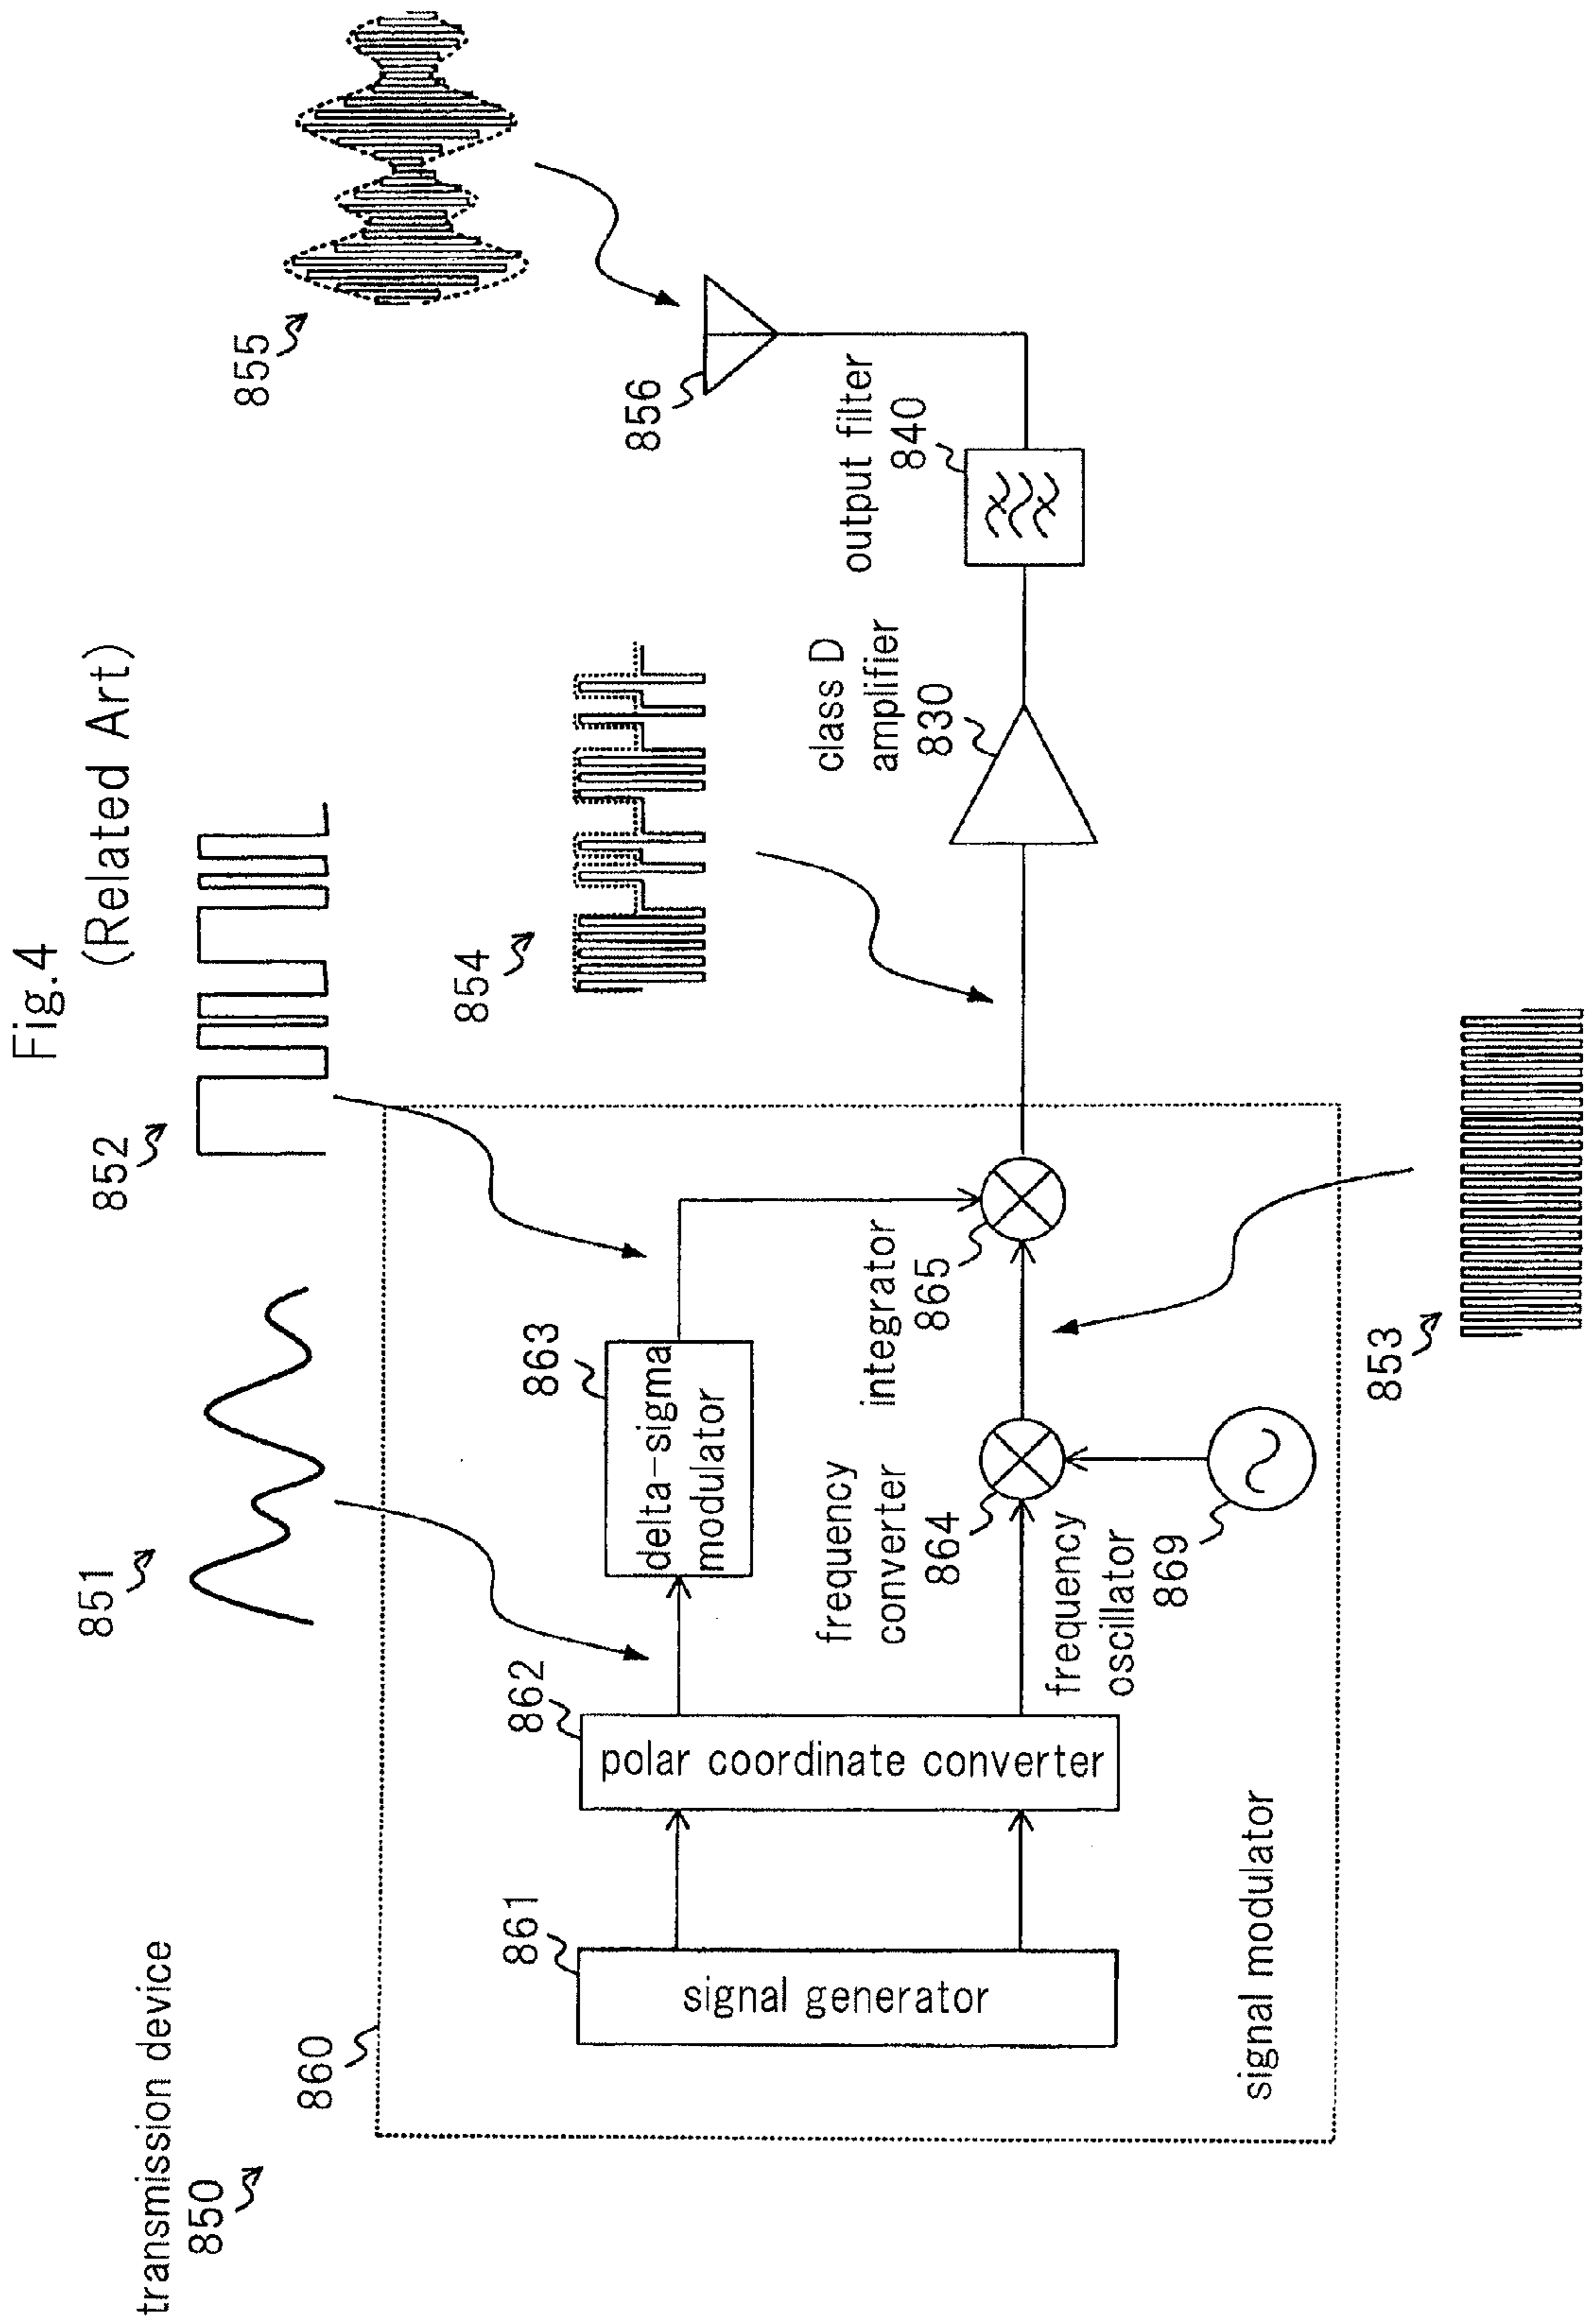 Fig.4
(Related Art)
transmission device
850
851
852
853
854
855
856
860
861
signal generator
862
polar coordinate converter
863
delta-sigma
modulator
frequency
converter
864
frequency
oscillator
869
integrator
865
signal modulator
class D
amplifier
830
output filter
840